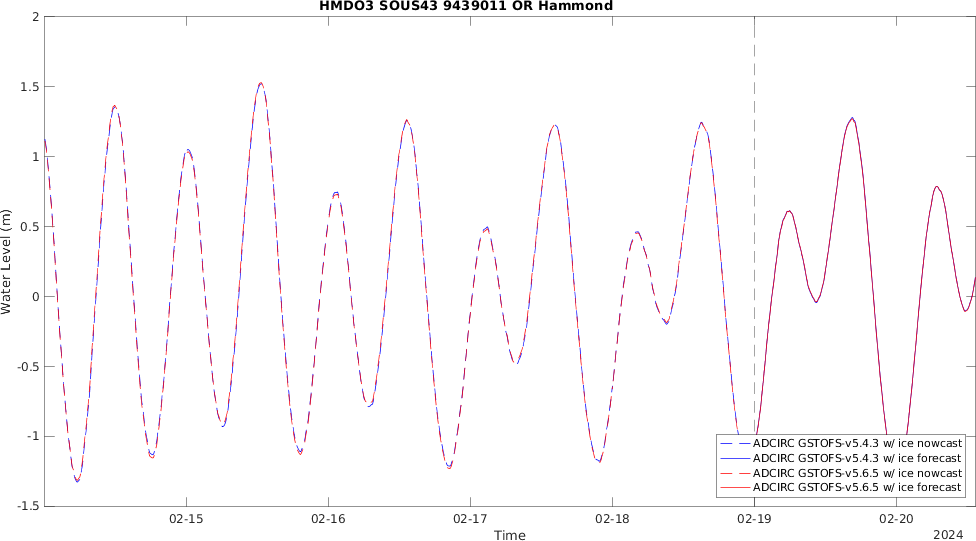 HMDO3 SOUS43 9439011 OR Hammond
2
1.5
1
0.5
0
-0.5
-1
-1.5
Water Level (m)
02-15 02-16 02-17 02-18 02-19 02-20
Time
2024
ADCIRC GSTOFS-v5.4.3 w/ ice nowcast
ADCIRC GSTOFS-v5.4.3 w/ ice forecast
ADCIRC GSTOFS-v5.6.5 w/ ice nowcast
ADCIRC GSTOFS-v5.6.5 w/ ice forecast